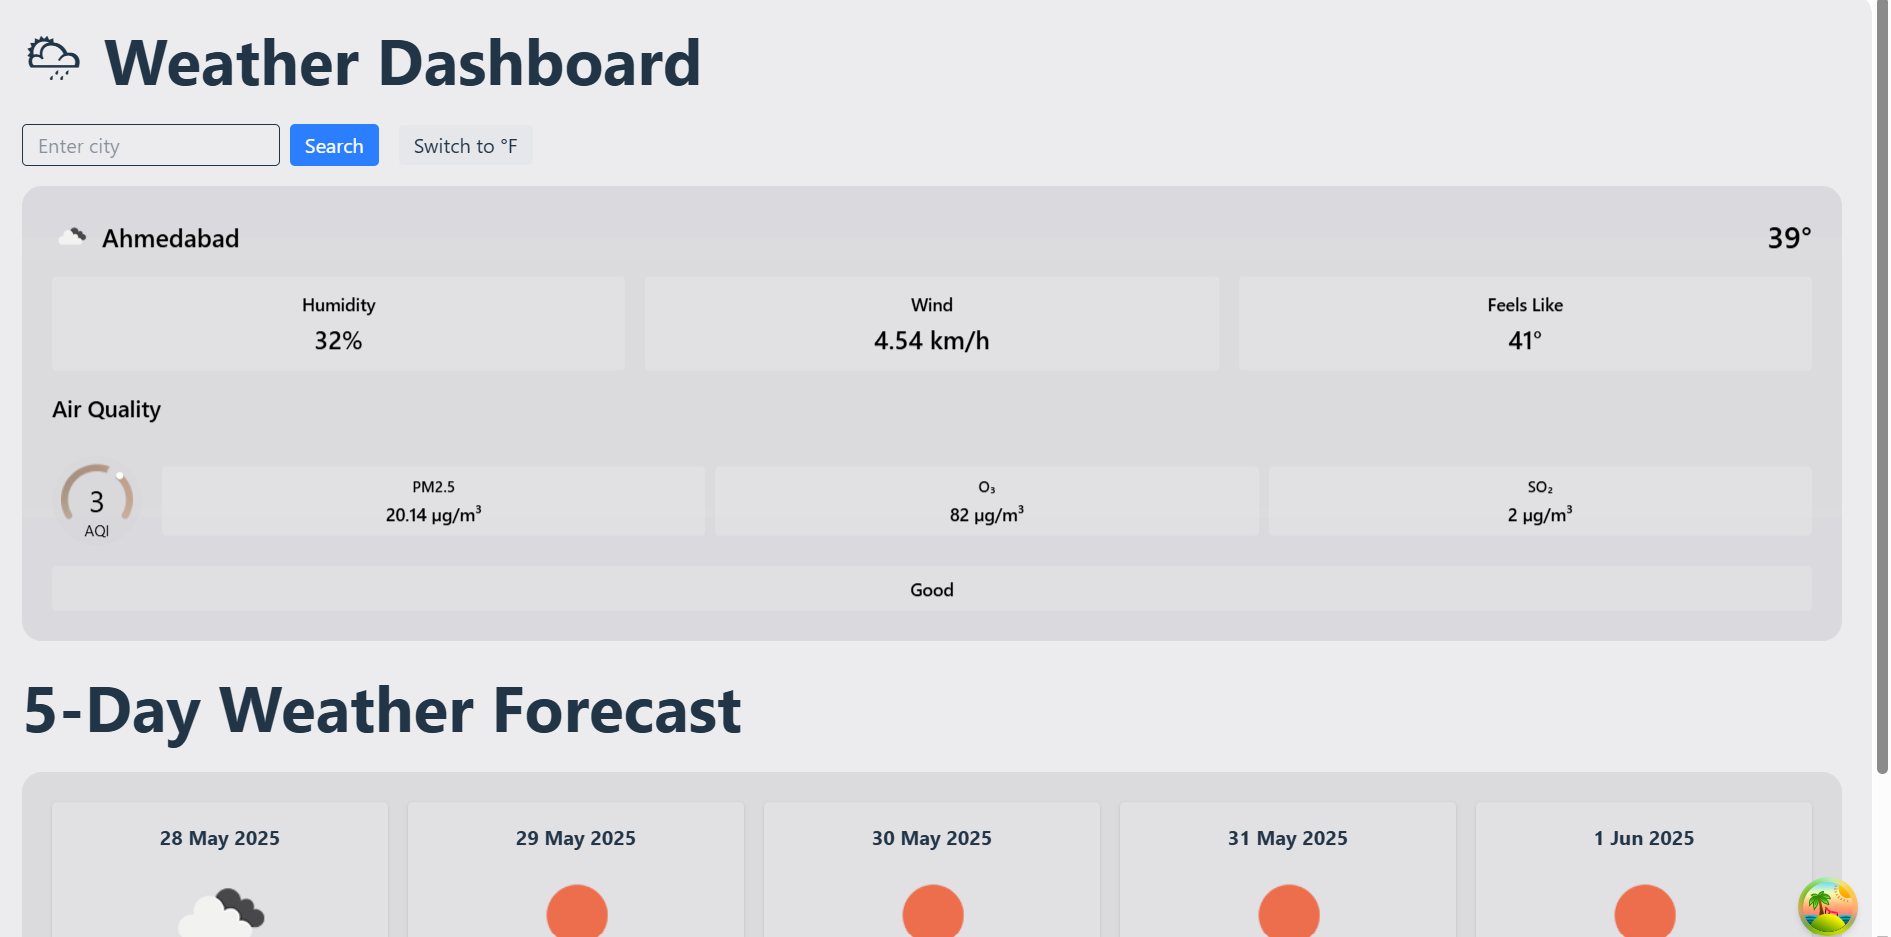 Weather Dashboard
Enter city
Search
Switch to °F
Ahmedabad
39°
Humidity
32%
Wind
4.54 km/h
Feels Like
41°
Air Quality
3
AQI
PM2.5
20.14 µg/m³
O₃
82 µg/m³
SO₂
2 µg/m³
Good
5-Day Weather Forecast
28 May 2025
29 May 2025
30 May 2025
31 May 2025
1 Jun 2025